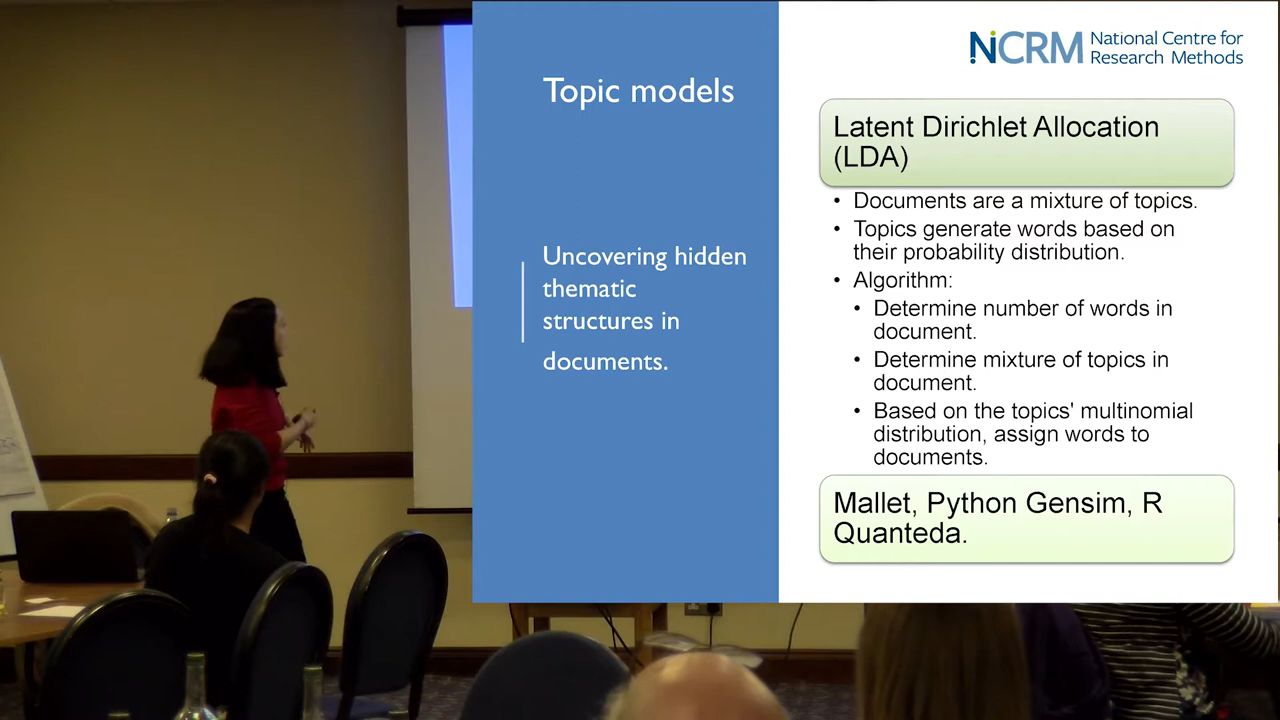 Topic models
Uncovering hidden
thematic
structures in
documents.
NCRM National Centre for
Research Methods
Latent Dirichlet Allocation
(LDA)
• Documents are a mixture of topics.
• Topics generate words based on
their probability distribution.
• Algorithm:
• Determine number of words in
document.
• Determine mixture of topics in
document.
• Based on the topics' multinomial
distribution, assign words to
documents.
Mallet, Python Gensim, R
Quanteda.